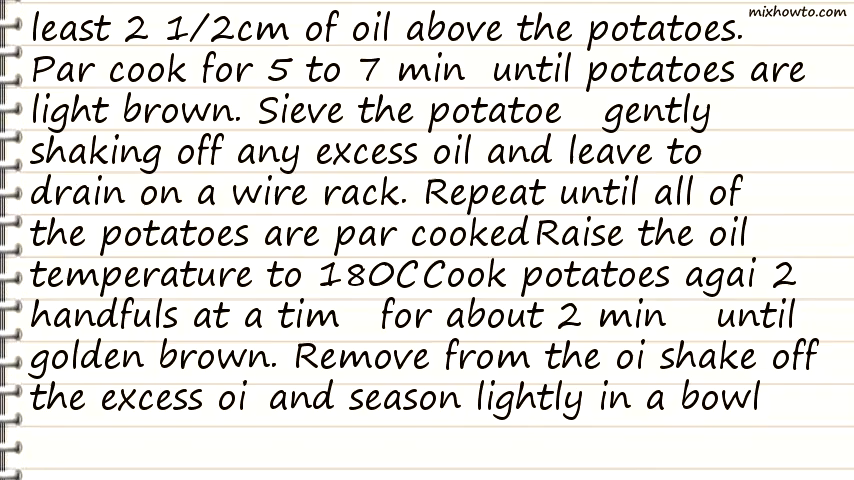 mixhowto.com
least 2 1/2cm of oil above the potatoes.
Par cook for 5 to 7 min until potatoes are
light brown. Sieve the potatoe gently
shaking off any excess oil and leave to
drain on a wire rack. Repeat until all of
the potatoes are par cookedRaise the oil
temperature to 180CCook potatoes agai 2
handfuls at a tim for about 2 min until
golden brown. Remove from the oi shake off
the excess oi and season lightly in a bowl